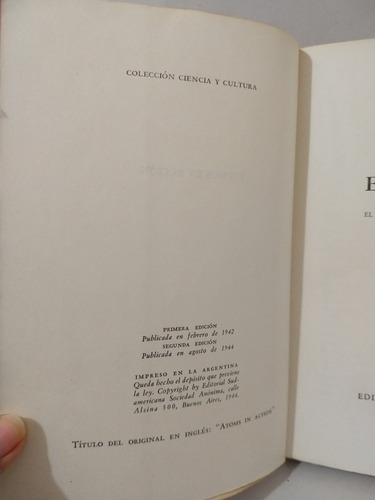 COLECCIÓN CIENCIA Y CULTURA
E
EL
PRIMERA EDICIÓN
Publicada en febrero de 1942
SEGUNDA EDICIÓN
Publicada en agosto de 1944
IMPRESO EN LA ARGENTINA
Queda hecho el depósito que previene
la ley. Copyright by Editorial Sud-
americana Sociedad Anónima, calle
Alsina 500, Buenos Aires, 1944.
TÍTULO DEL ORIGINAL EN INGLÉS: "ATOMS IN ACTION"
EDI